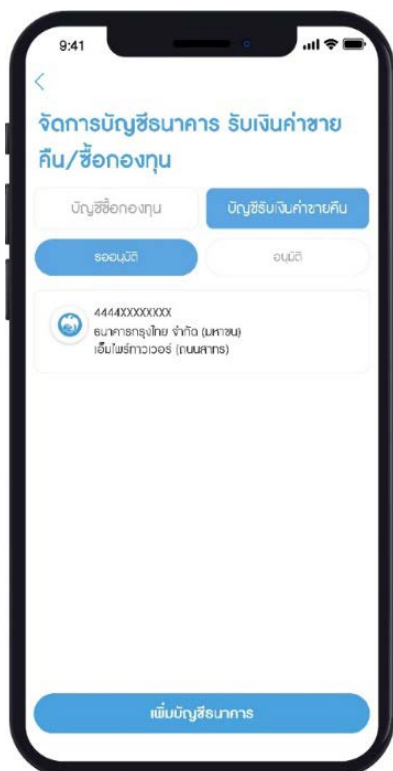 9:41
จัดการบัญชีธนาคาร รับเงินค่าขาย
คืน/ซื้อกองทุน
บัญชีซื้อกองทุน
บัญชีรับเงินค่าขายคืน
รออนุมัติ
อนุมัติ
4444XXXXXXX
ธนาคารกรุงไทย จำกัด (มหาชน)
เอ็มไพร์ทาวเวอร์ (ถนนสาทร)
เพิ่มบัญชีธนาคาร